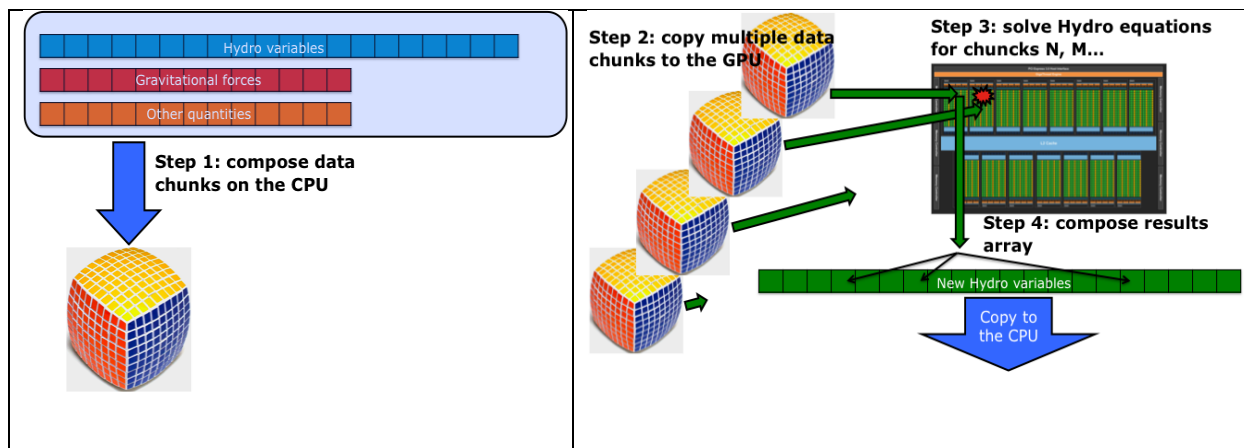 Hydro variables
Gravitational forces
Other quantities
Step 1: compose data
chunks on the CPU
Step 2: copy multiple data
chunks to the GPU
Step 3: solve Hydro equations
for chuncks N, M...
Step 4: compose results
array
New Hydro variables
Copy to
the CPU